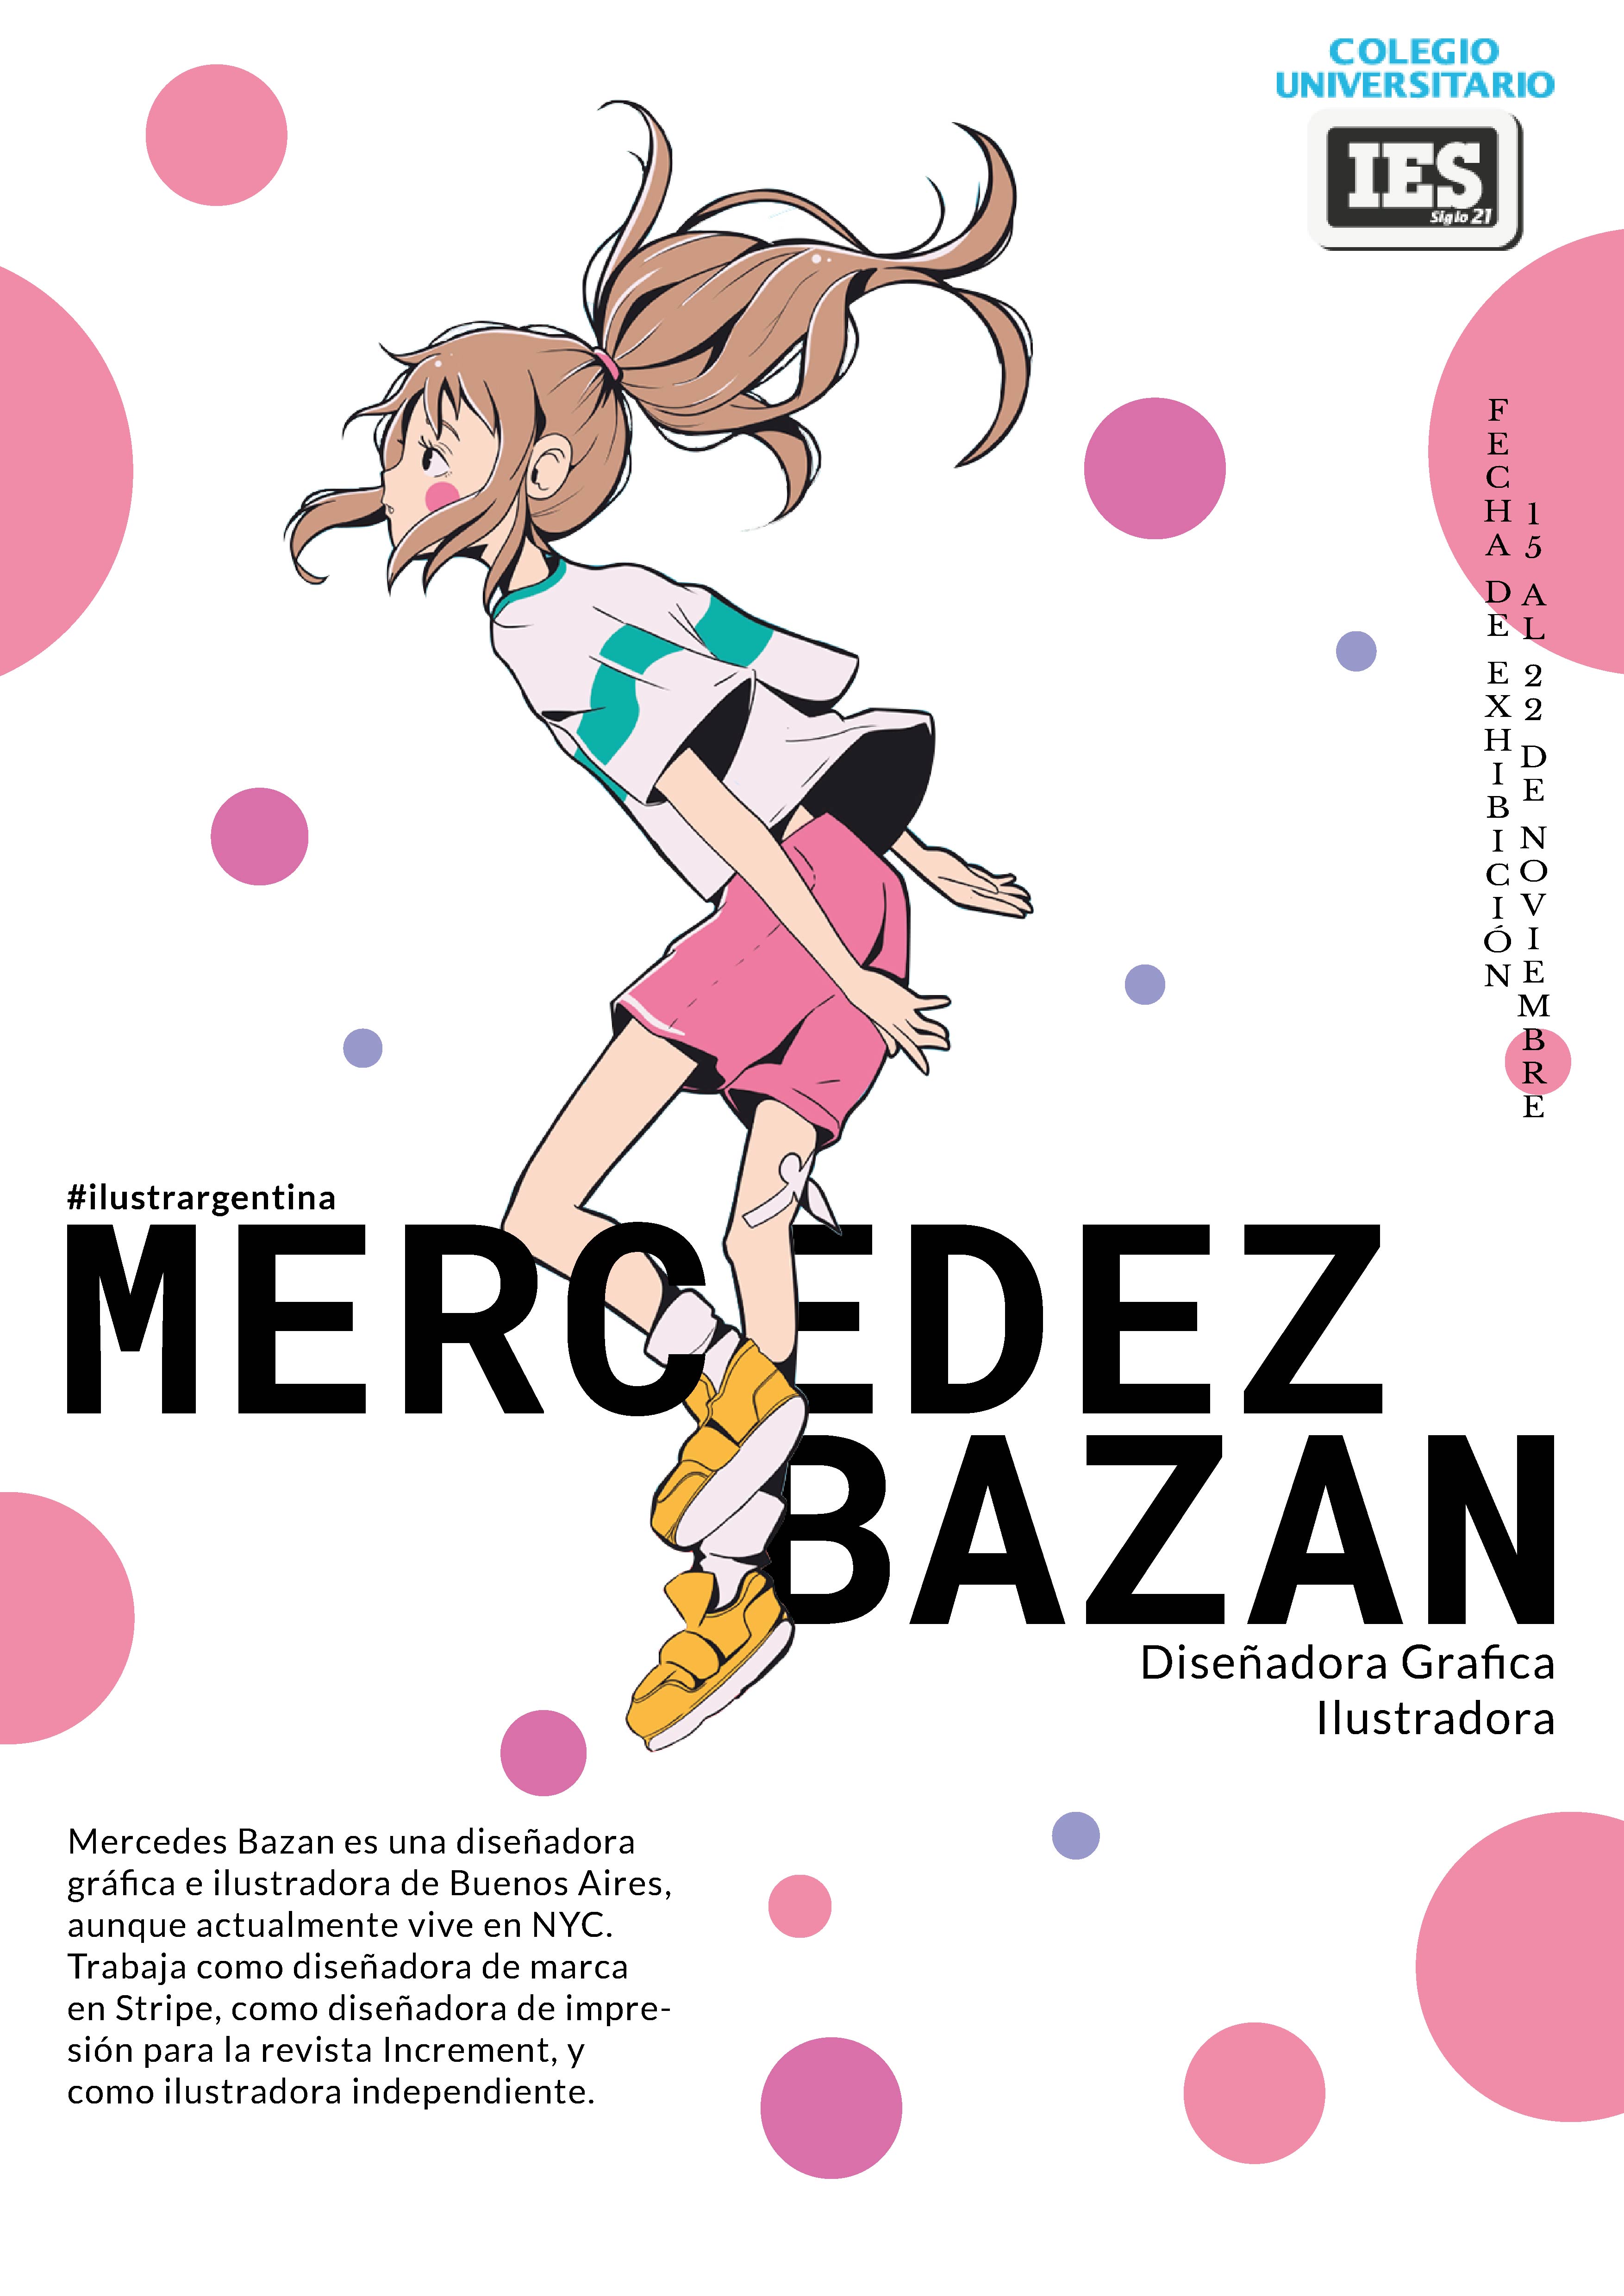 COLEGIO
UNIVERSITARIO
IES
Siglo 21
FECHA DE EXHIBICIÓN
15 AL 22 DE NOVIEMBRE
#ilustrargentina
MERCEDEZ
BAZAN
Diseñadora Grafica
Ilustradora
Mercedes Bazan es una diseñadora
gráfica e ilustradora de Buenos Aires,
aunque actualmente vive en NYC.
Trabaja como diseñadora de marca
en Stripe, como diseñadora de impre-
sión para la revista Increment, y
como ilustradora independiente.